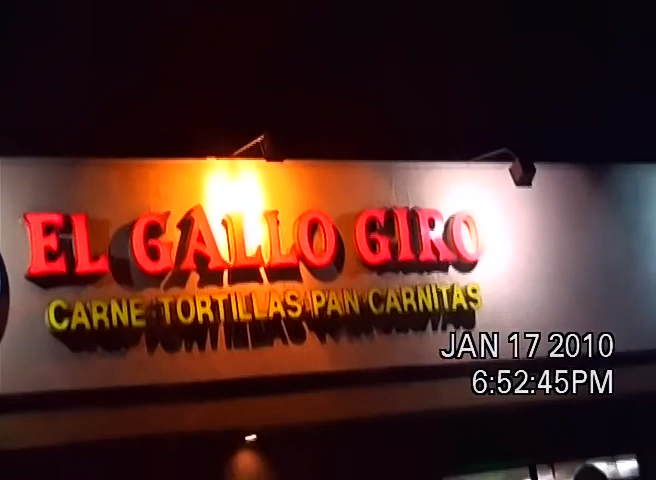 EL GALLO GIRO
CARNE TORTILLAS PAN CARNITAS
JAN 17 2010
6:52:45PM